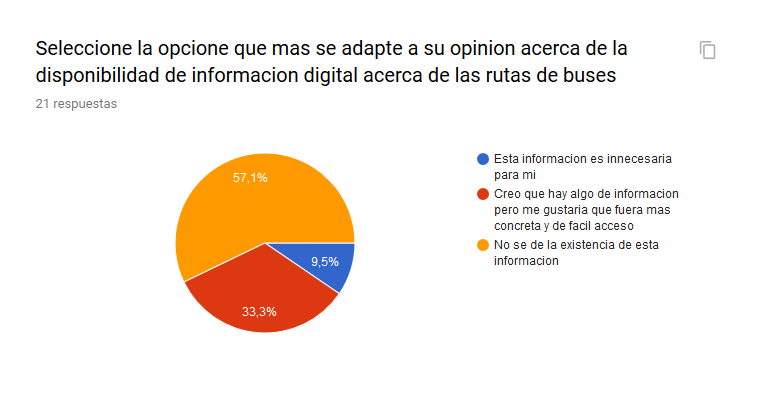 Seleccione la opcione que mas se adapte a su opinion acerca de la
disponibilidad de informacion digital acerca de las rutas de buses
21 respuestas
57,1%
9,5%
33,3%
Esta informacion es innecesaria
para mi
Creo que hay algo de informacion
pero me gustaria que fuera mas
concreta y de facil acceso
No se de la existencia de esta
informacion